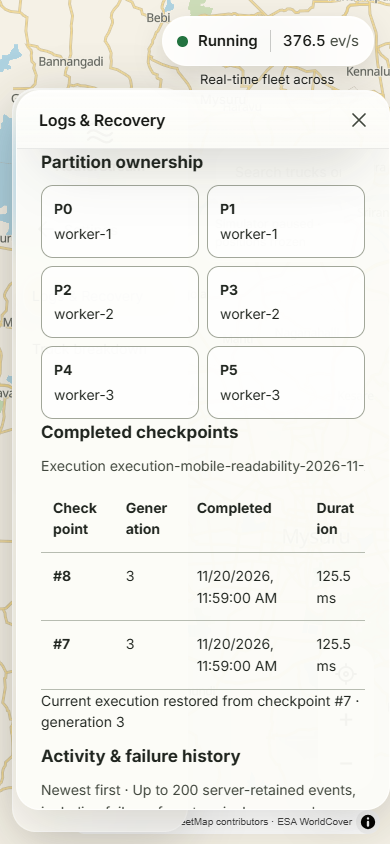 Bebi
Running 376.5 ev/s
Bannangadi
Real-time fleet across
Kennalu
Logs & Recovery
Partition ownership
P0
worker-1
P1
worker-1
P2
worker-2
P3
worker-2
P4
worker-3
P5
worker-3
Completed checkpoints
Execution execution-mobile-readability-2026-11-
Check
point
Gener
ation
Completed
Durat
ion
#8
3
11/20/2026,
11:59:00 AM
125.5
ms
#7
3
11/20/2026,
11:59:00 AM
125.5
ms
Current execution restored from checkpoint #7 ·
generation 3
Activity & failure history
Newest first · Up to 200 server-retained events,
eetMap contributors · ESA WorldCover